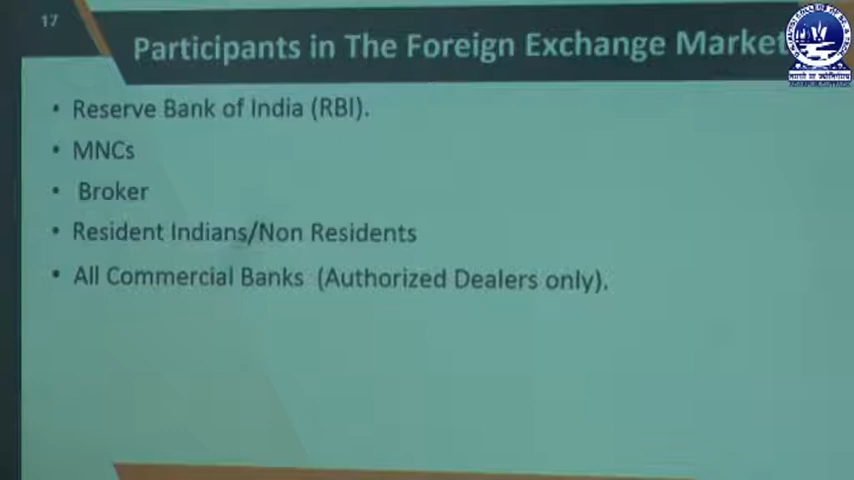 17
Participants in The Foreign Exchange Market
• Reserve Bank of India (RBI).
• MNCs
• Broker
• Resident Indians/Non Residents
• All Commercial Banks (Authorized Dealers only).